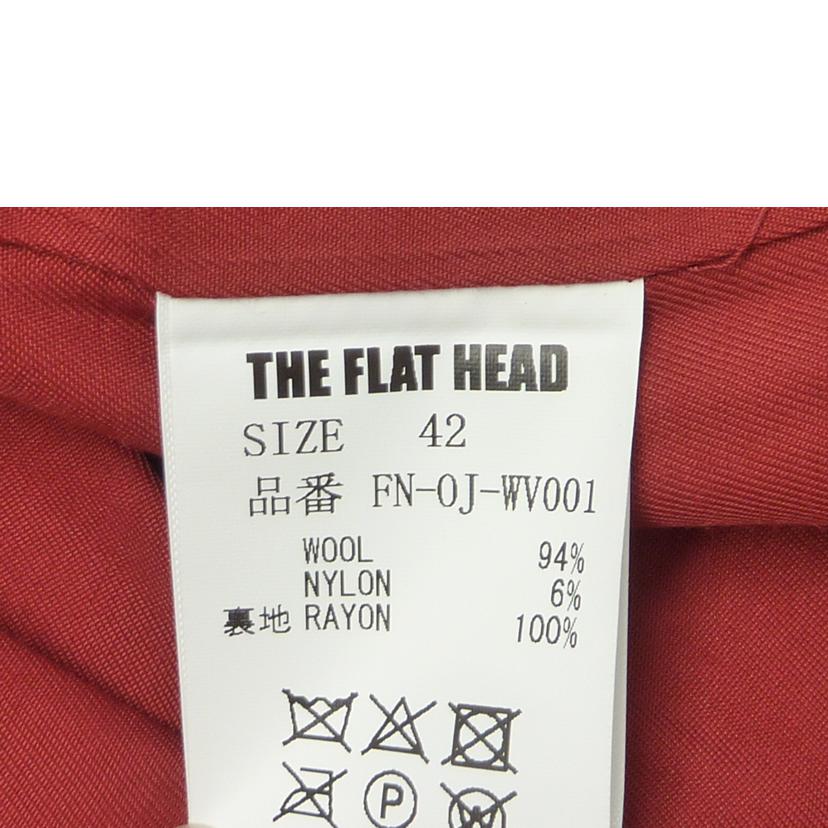 THE FLAT HEAD
SIZE 42
品番 FN-OJ-WV001
WOOL 94%
NYLON 6%
裏地 RAYON 100%
P
W